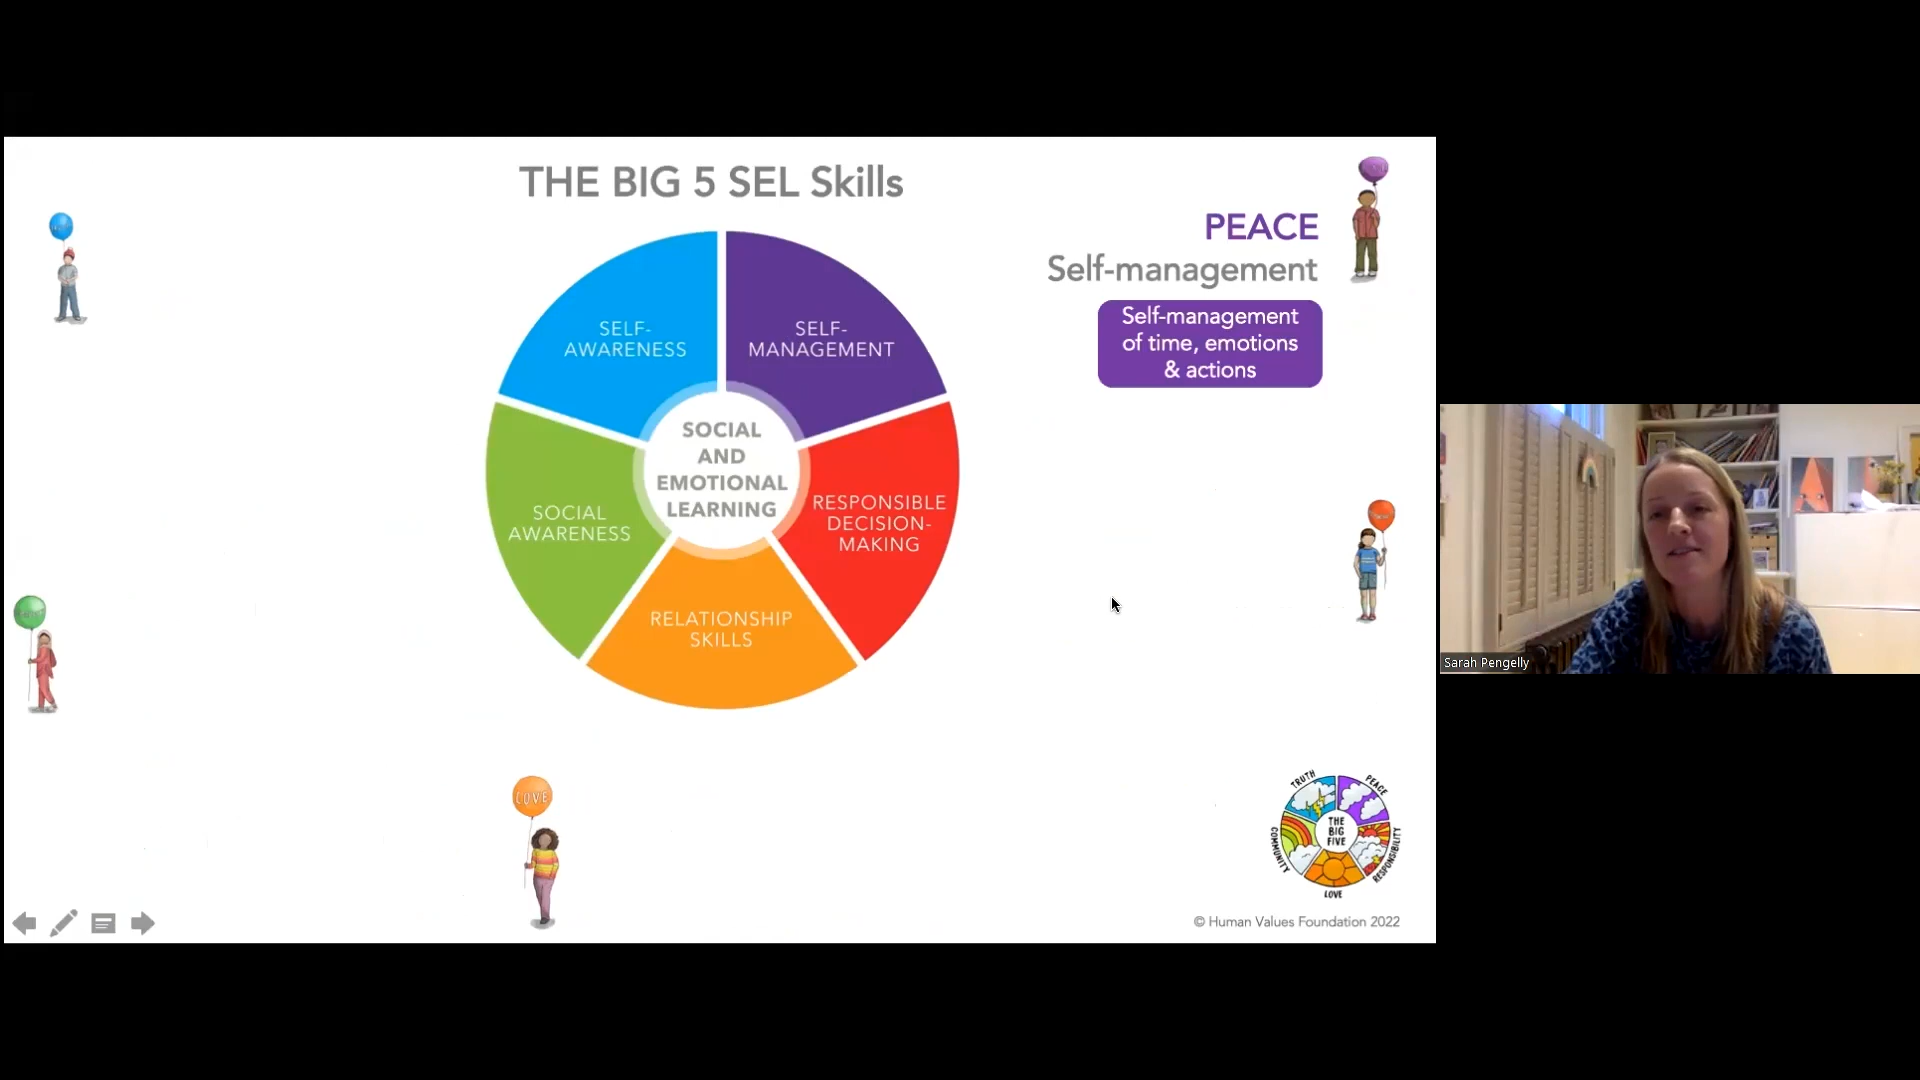 THE BIG 5 SEL Skills
PEACE
Self-management
Self-management
of time, emotions
& actions
SELF-
AWARENESS
SELF-
MANAGEMENT
SOCIAL
AND
EMOTIONAL
LEARNING
SOCIAL
AWARENESS
RESPONSIBLE
DECISION-
MAKING
RELATIONSHIP
SKILLS
LOVE
Sarah Pengelly
TRUTH
PEACE
THE
BIG
FIVE
COMMUNITY
RESPONSIBILITY
LOVE
© Human Values Foundation 2022